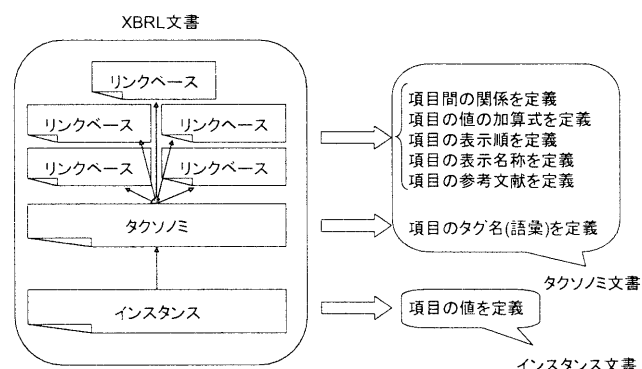 XBRL文書
リンクベース
リンクベース
リンクベース
リンクベース
リンクベース
タクソノミ
インスタンス
項目間の関係を定義
項目の値の加算式を定義
項目の表示順を定義
項目の表示名称を定義
項目の参考文献を定義
項目のタグ名(語彙)を定義
タクソノミ文書
項目の値を定義
インスタンス文書